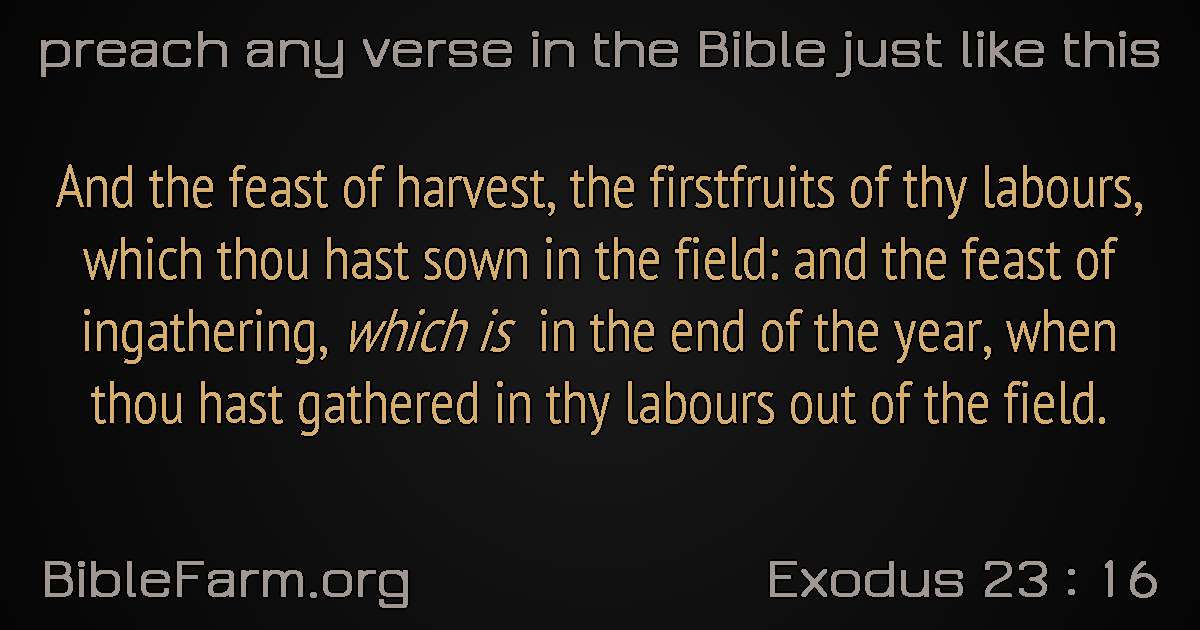 preach any verse in the Bible just like this
And the feast of harvest, the firstfruits of thy labours,
which thou hast sown in the field: and the feast of
ingathering, which is in the end of the year, when
thou hast gathered in thy labours out of the field.
BibleFarm.org
Exodus 23 : 16